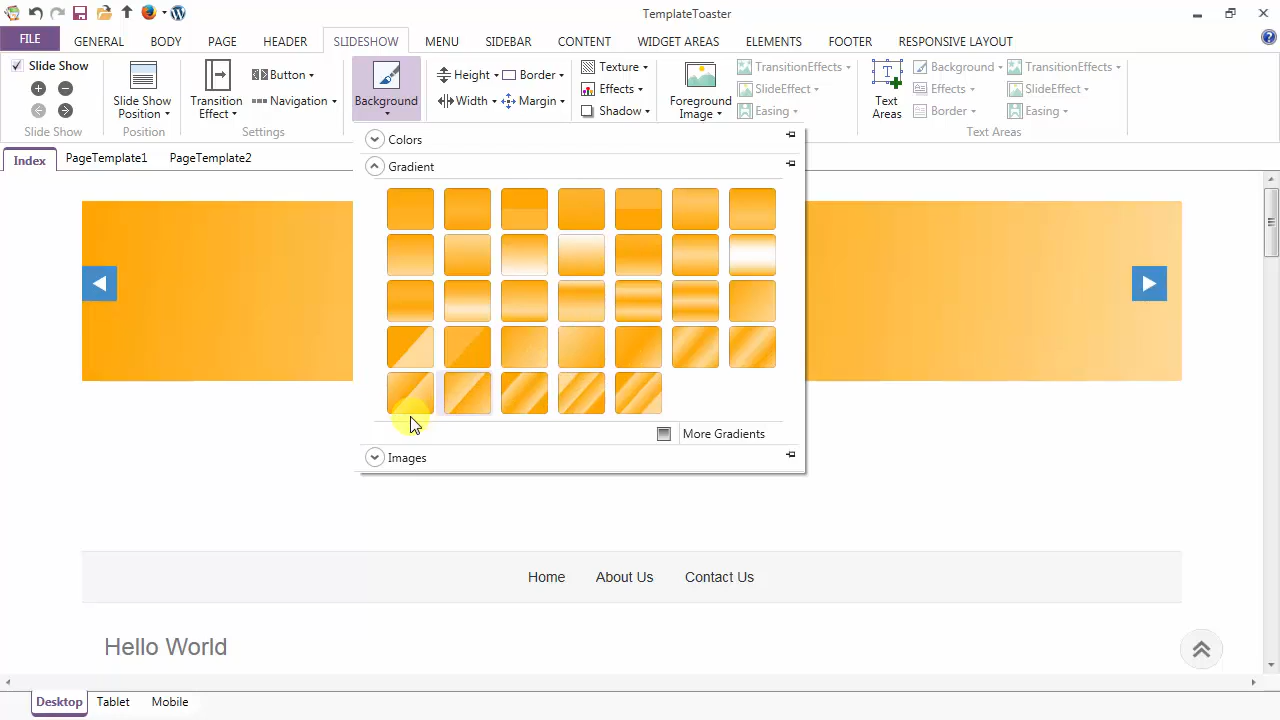 TemplateToaster
FILE GENERAL BODY PAGE HEADER SLIDESHOW MENU SIDEBAR CONTENT WIDGET AREAS ELEMENTS FOOTER RESPONSIVE LAYOUT
Slide Show
Slide Show
Slide Show
Position
Position
Transition
Effect
Button
Navigation
Settings
Background
Height
Width
Border
Margin
Texture
Effects
Shadow
Foreground
Image
TransitionEffects
SlideEffect
Easing
Text
Areas
Background
Effects
Border
TransitionEffects
SlideEffect
Easing
Text Areas
Index PageTemplate1 PageTemplate2
Colors
Gradient
More Gradients
Images
Home About Us Contact Us
Hello World
Desktop Tablet Mobile